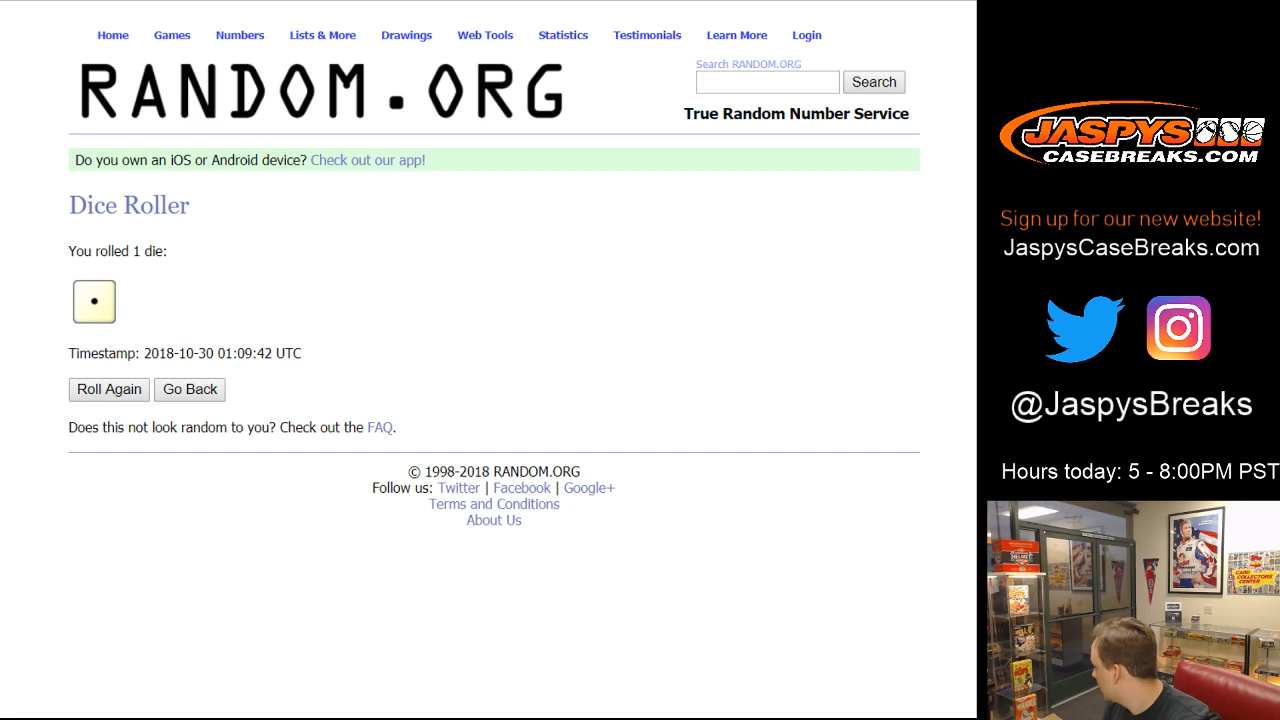 Home Games Numbers Lists & More Drawings Web Tools Statistics Testimonials Learn More Login
RANDOM.ORG
Search RANDOM.ORG
Search
True Random Number Service
Do you own an iOS or Android device? Check out our app!
Dice Roller
You rolled 1 die:
Timestamp: 2018-10-30 01:09:42 UTC
Roll Again Go Back
Does this not look random to you? Check out the FAQ.
© 1998-2018 RANDOM.ORG
Follow us: Twitter | Facebook | Google+
Terms and Conditions
About Us
JASPYS
CASEBREAKS.COM
Sign up for our new website!
JaspysCaseBreaks.com
@JaspysBreaks
Hours today: 5 - 8:00PM PST
CARD
COLLECTORS
CENTER